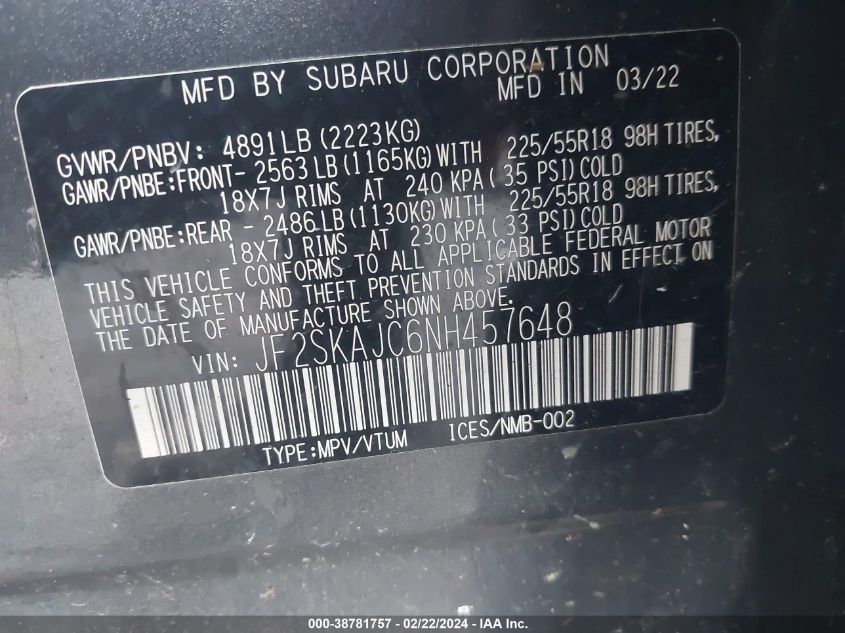 MFD BY SUBARU CORPORATION
MFD IN 03/22
GVWR/PNBV: 4891LB(2223KG)
GAWR/PNBE:FRONT-2563LB(1165KG)WITH 225/55R18 98H TIRES,
18X7J RIMS AT 240 KPA(35 PSI)COLD
GAWR/PNBE:REAR -2486LB(1130KG)WITH 225/55R18 98H TIRES,
18X7J RIMS AT 230 KPA(33 PSI)COLD
THIS VEHICLE CONFORMS TO ALL APPLICABLE FEDERAL MOTOR
VEHICLE SAFETY AND THEFT PREVENTION STANDARDS IN EFFECT ON
THE DATE OF MANUFACTURE SHOWN ABOVE.
VIN: JF2SKAJC6NH457648
TYPE:MPV/VTUM ICES/NMB-002
000-38781757 - 02/22/2024 - IAA Inc.